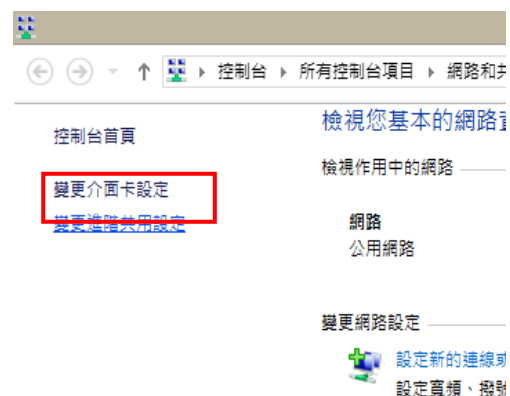 控制台 ▸ 所有控制台項目 ▸ 網路和共
控制台首頁
變更介面卡設定
變更進階共用設定
檢視您基本的網路資
檢視作用中的網路
網路
公用網路
變更網路設定
設定新的連線或
設定寬頻、撥號